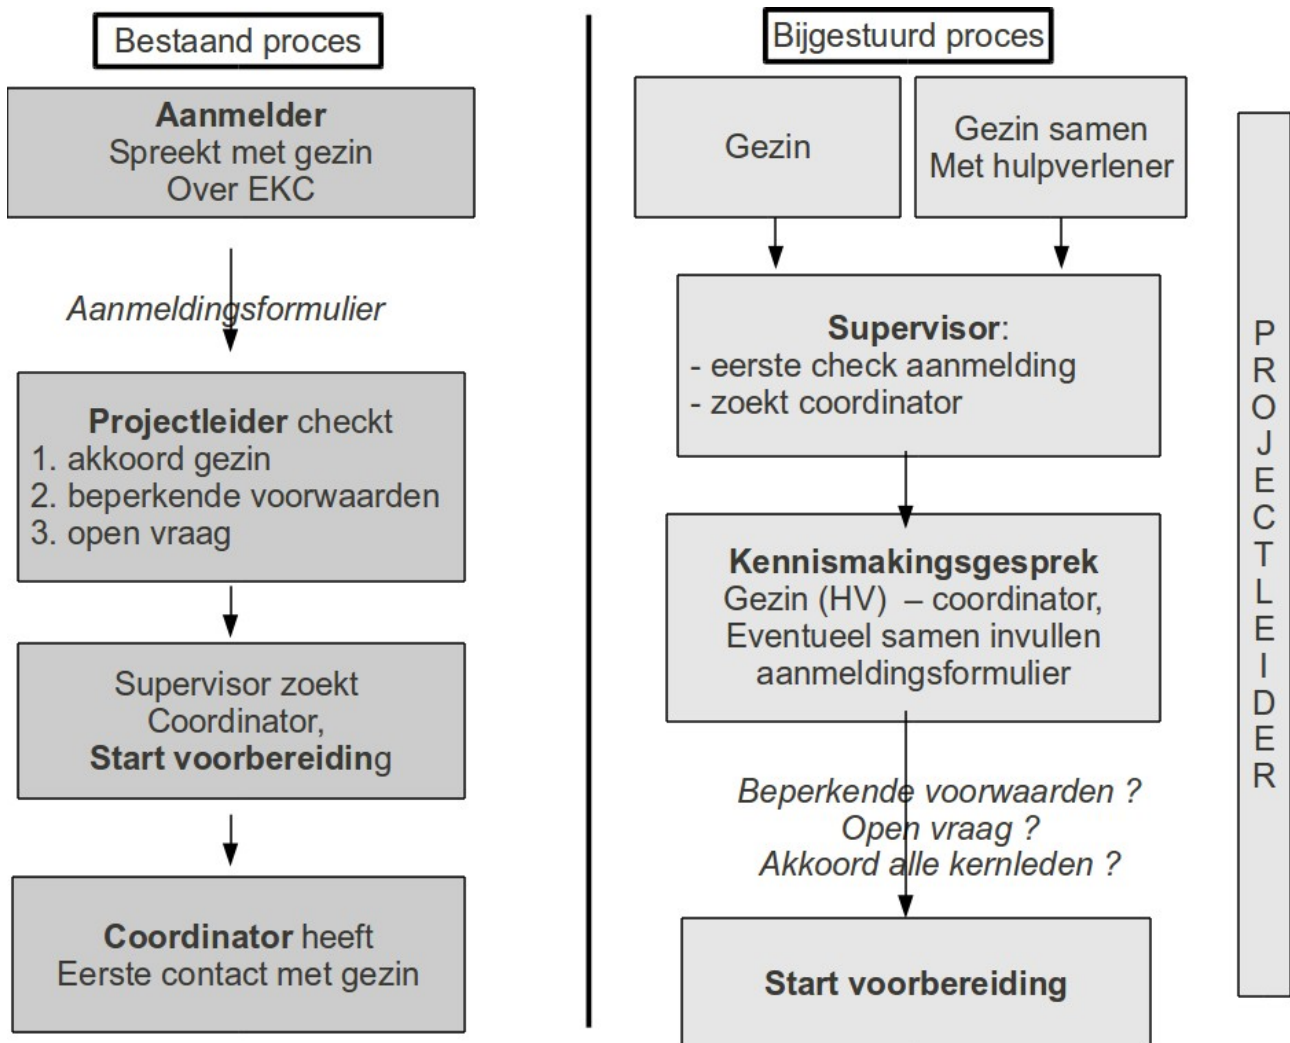 Bestaand proces
Aanmelder
Spreekt met gezin
Over EKC
Aanmeldingsformulier
Projectleider checkt
1. akkoord gezin
2. beperkende voorwaarden
3. open vraag
Supervisor zoekt
Coordinator,
Start voorbereiding
Coordinator heeft
Eerste contact met gezin
Bijgestuurd proces
Gezin
Gezin samen
Met hulpverlener
Supervisor:
- eerste check aanmelding
- zoekt coordinator
Kennismakingsgesprek
Gezin (HV) – coordinator,
Eventueel samen invullen
aanmeldingsformulier
Beperkende voorwaarden ?
Open vraag ?
Akkoord alle kernleden ?
Start voorbereiding
PROJECTLEIDER